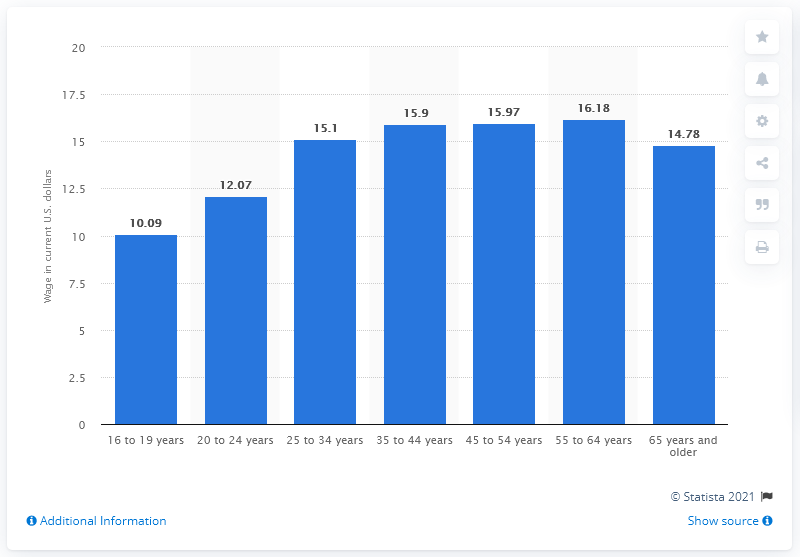 20
17.5
15
12.5
10
7.5
5
2.5
0
Wage in current U.S. dollars
10.09
12.07
15.1
15.9
15.97
16.18
14.78
16 to 19 years
20 to 24 years
25 to 34 years
35 to 44 years
45 to 54 years
55 to 64 years
65 years and
older
© Statista 2021
Additional Information
Show source